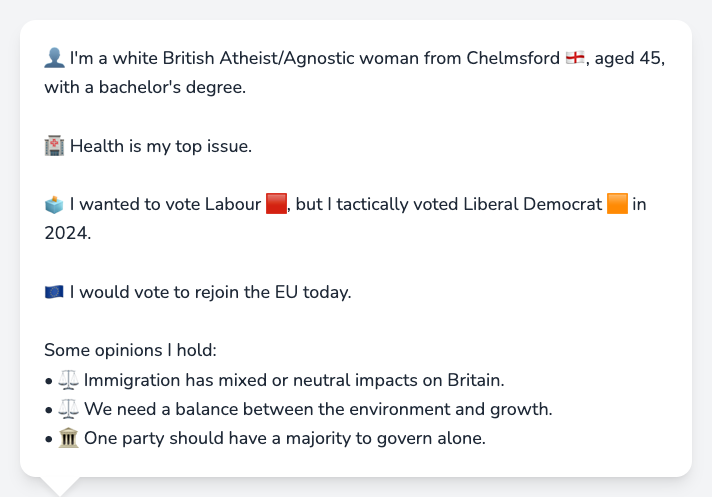 👤 I'm a white British Atheist/Agnostic woman from Chelmsford 🏴󠁧󠁢󠁥󠁮󠁧󠁿, aged 45,
with a bachelor's degree.
🏥 Health is my top issue.
🗳️ I wanted to vote Labour 🟥, but I tactically voted Liberal Democrat 🟧 in
2024.
🇪🇺 I would vote to rejoin the EU today.
Some opinions I hold:
• ⚖️ Immigration has mixed or neutral impacts on Britain.
• ⚖️ We need a balance between the environment and growth.
• 🏛️ One party should have a majority to govern alone.